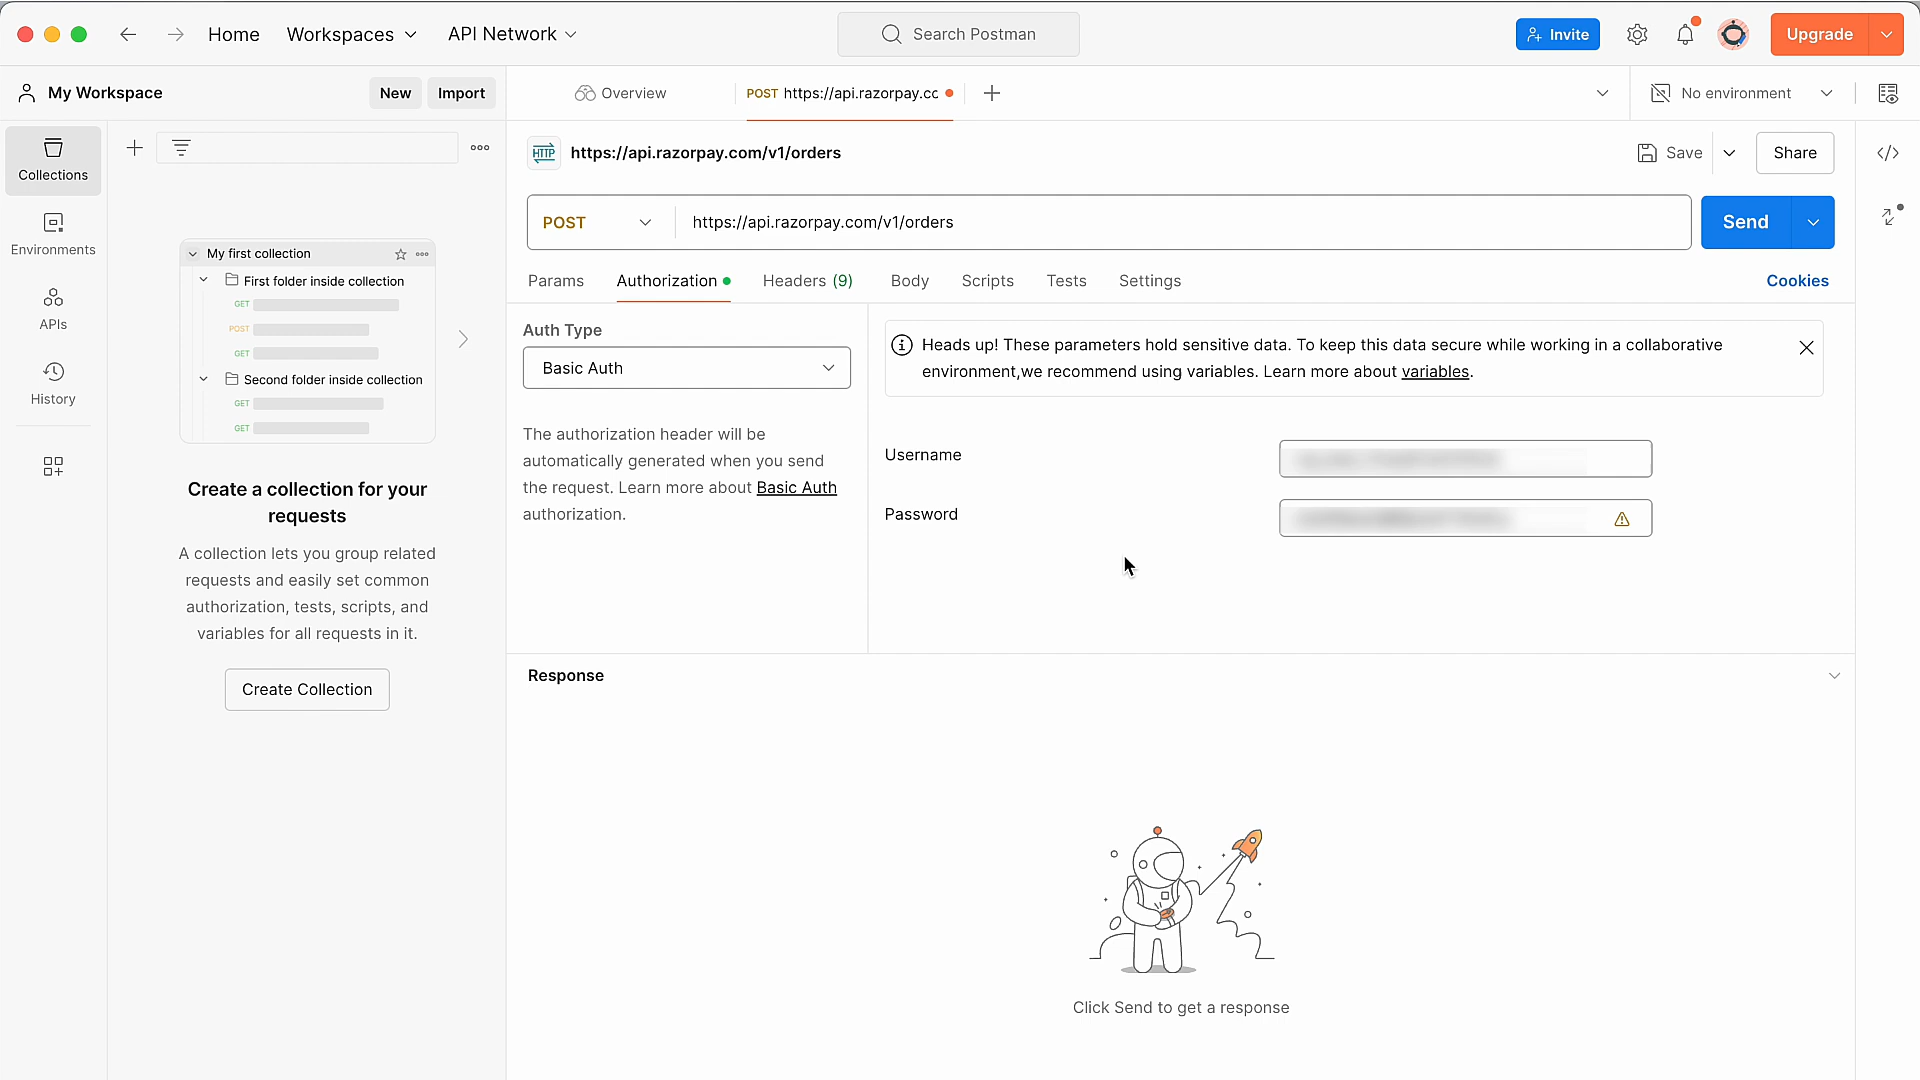 Home
Workspaces
API Network
Search Postman
Invite
Upgrade
My Workspace
New
Import
Overview
POST https://api.razorpay.cc
No environment
Collections
Environments
APIs
History
My first collection
First folder inside collection
GET
POST
GET
Second folder inside collection
GET
GET
Create a collection for your
requests
A collection lets you group related
requests and easily set common
authorization, tests, scripts, and
variables for all requests in it.
Create Collection
HTTP
https://api.razorpay.com/v1/orders
Save
Share
POST
https://api.razorpay.com/v1/orders
Send
Params
Authorization
Headers (9)
Body
Scripts
Tests
Settings
Cookies
Auth Type
Basic Auth
The authorization header will be
automatically generated when you send
the request. Learn more about Basic Auth
authorization.
Heads up! These parameters hold sensitive data. To keep this data secure while working in a collaborative
environment,we recommend using variables. Learn more about variables.
Username
Password
Response
Click Send to get a response